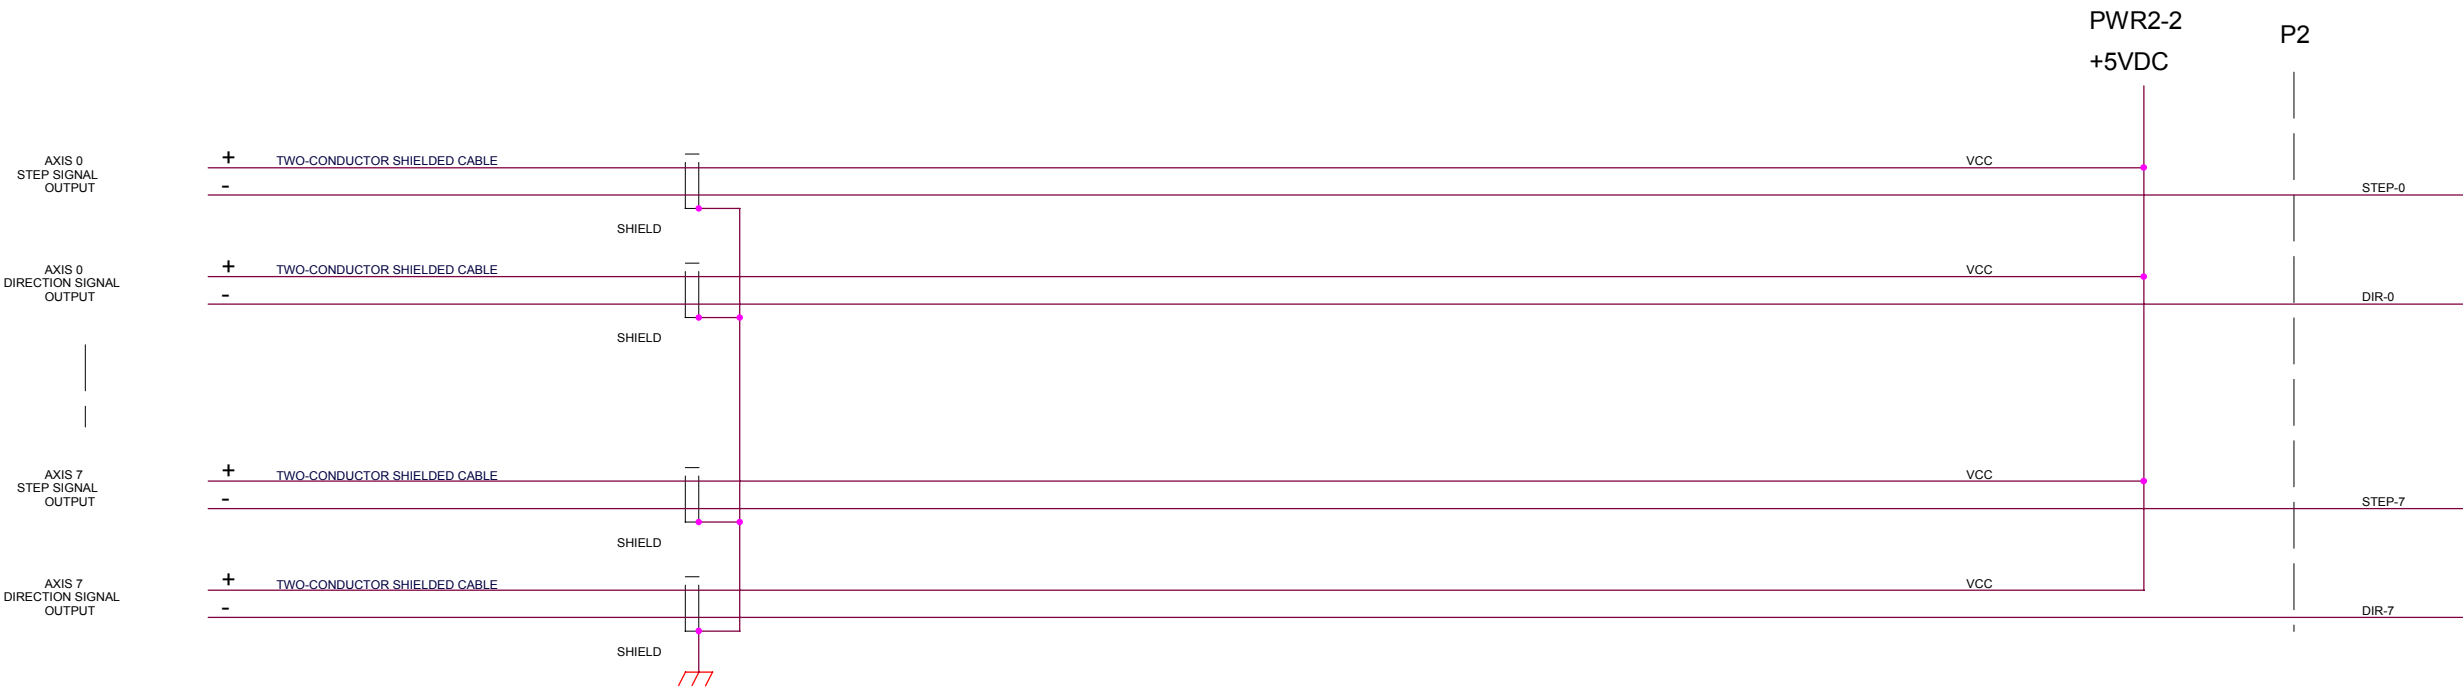 PWR2-2
+5VDC
P2
AXIS 0
STEP SIGNAL
OUTPUT
+
-
TWO-CONDUCTOR SHIELDED CABLE
VCC
STEP-0
SHIELD
AXIS 0
DIRECTION SIGNAL
OUTPUT
+
-
TWO-CONDUCTOR SHIELDED CABLE
VCC
DIR-0
SHIELD
AXIS 7
STEP SIGNAL
OUTPUT
+
-
TWO-CONDUCTOR SHIELDED CABLE
VCC
STEP-7
SHIELD
AXIS 7
DIRECTION SIGNAL
OUTPUT
+
-
TWO-CONDUCTOR SHIELDED CABLE
VCC
DIR-7
SHIELD